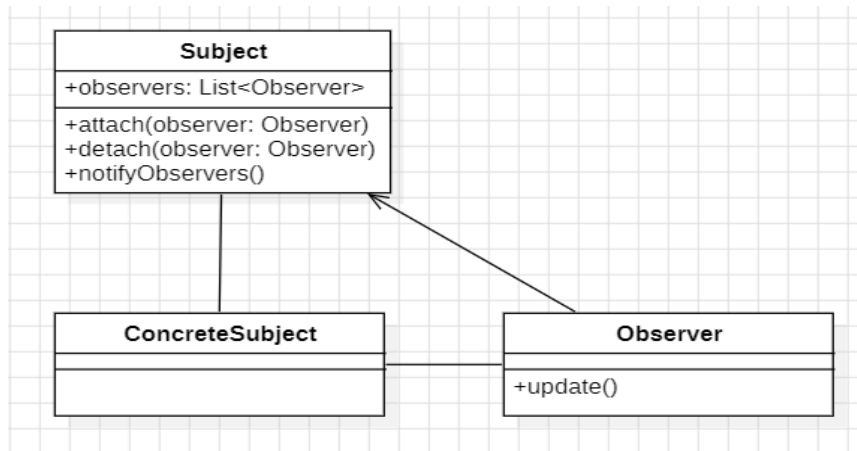 Subject
+observers: List<Observer>
+attach(observer: Observer)
+detach(observer: Observer)
+notifyObservers()
ConcreteSubject
Observer
+update()